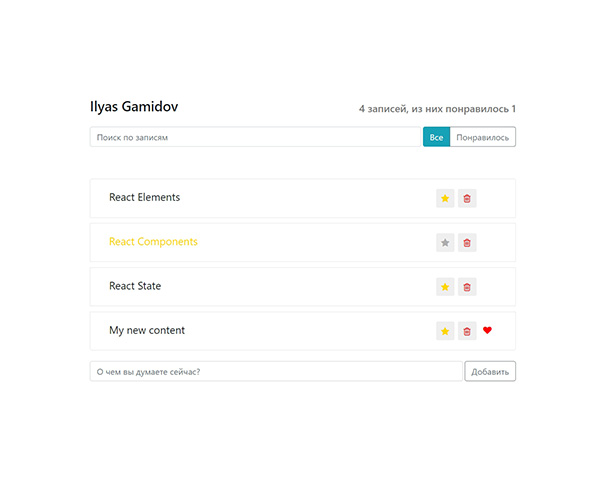 Ilyas Gamidov
4 записей, из них понравилось 1
Поиск по записям
Все
Понравилось
React Elements
React Components
React State
My new content
О чем вы думаете сейчас?
Добавить